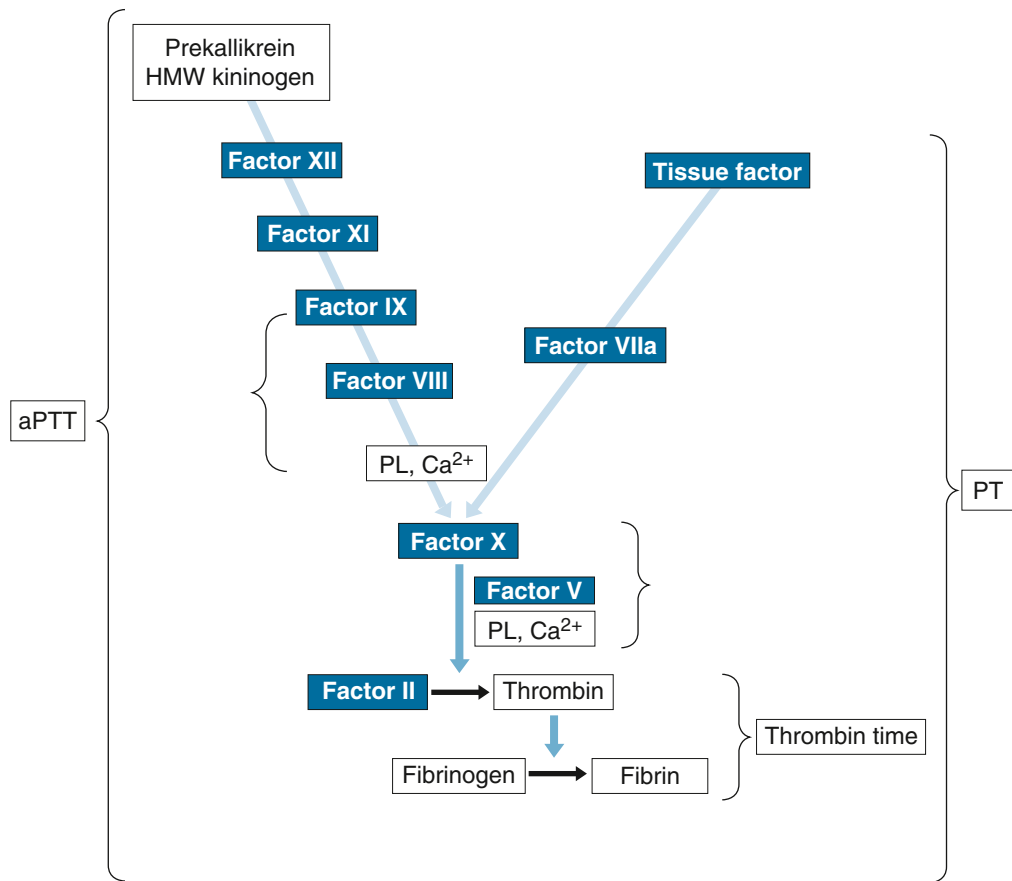 Prekallikrein
HMW kininogen
Factor XII
Tissue factor
Factor XI
Factor IX
Factor VIIa
Factor VIII
aPTT
PL, Ca²⁺
PT
Factor X
Factor V
PL, Ca²⁺
Factor II
Thrombin
Thrombin time
Fibrinogen
Fibrin